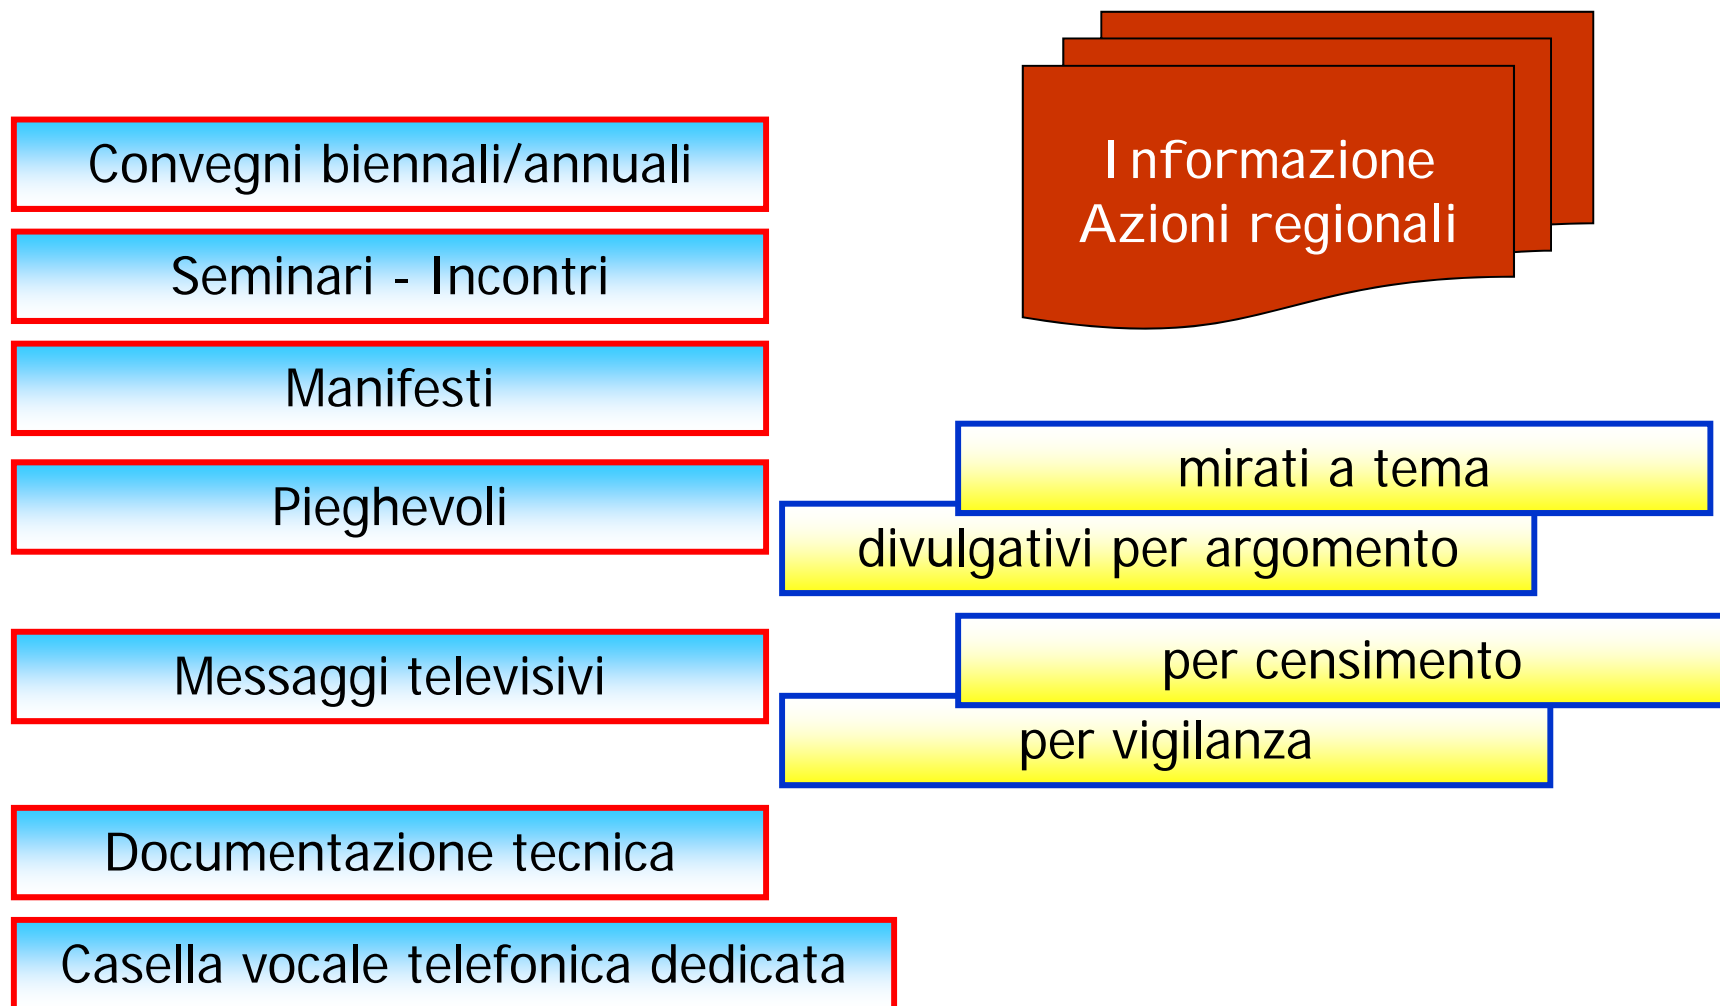 Informazione
Azioni regionali
Convegni biennali/annuali
Seminari - Incontri
Manifesti
Pieghevoli
mirati a tema
divulgativi per argomento
Messaggi televisivi
per censimento
per vigilanza
Documentazione tecnica
Casella vocale telefonica dedicata